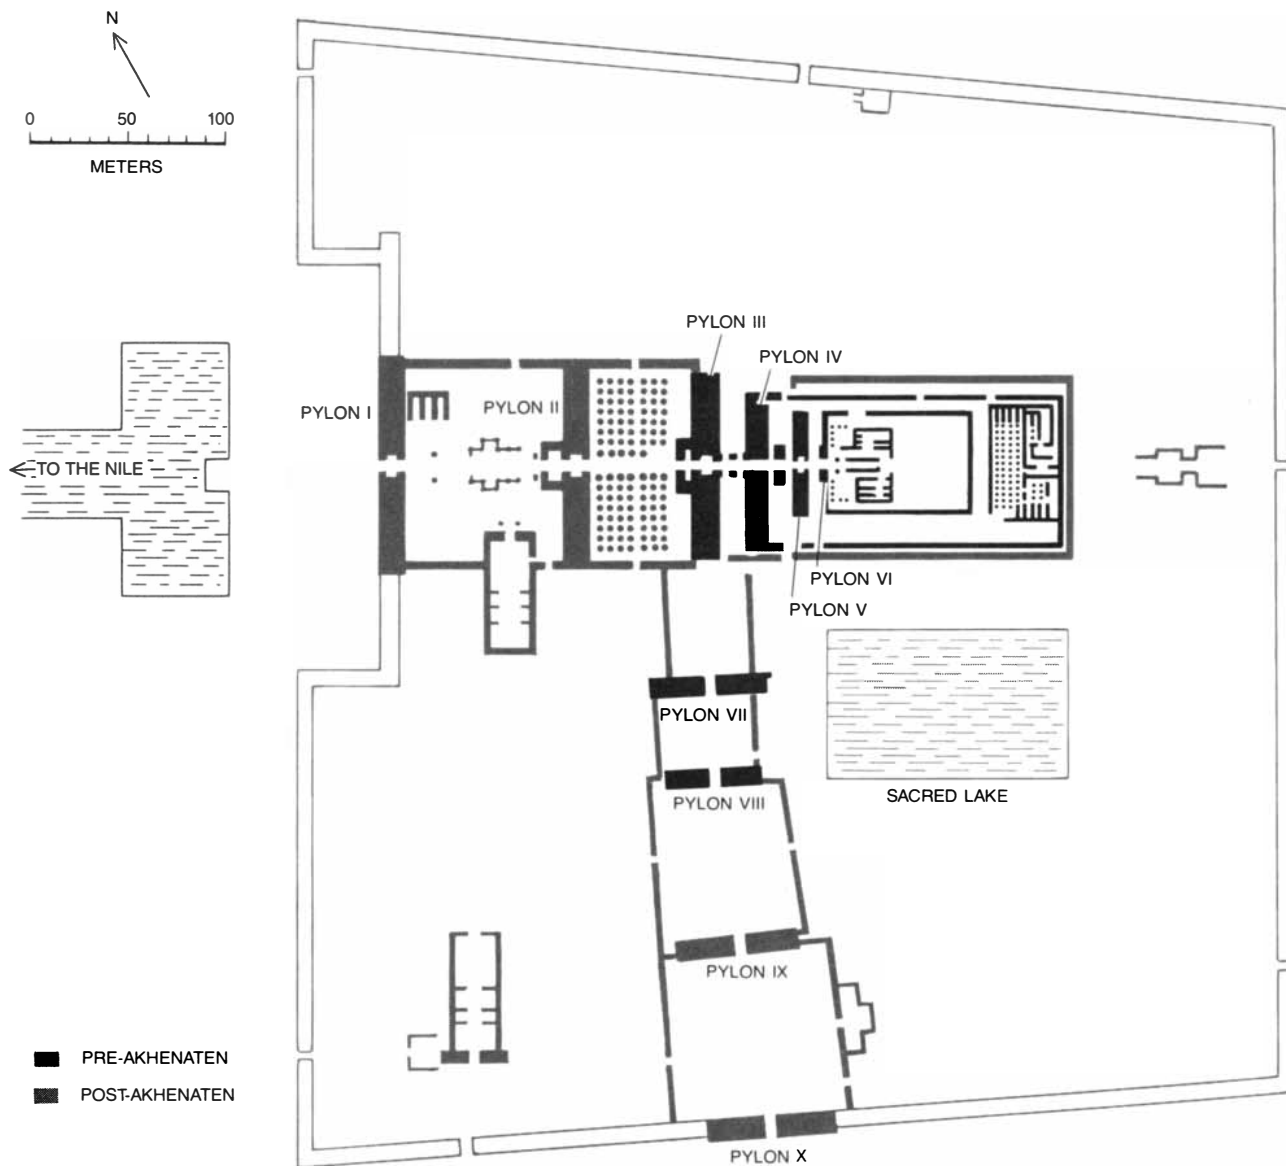 N
0 50 100
METERS
PYLON III
PYLON IV
PYLON I
PYLON II
TO THE NILE
PYLON VI
PYLON V
PYLON VII
SACRED LAKE
PYLON VIII
PYLON IX
PRE-AKHENATEN
POST-AKHENATEN
PYLON X